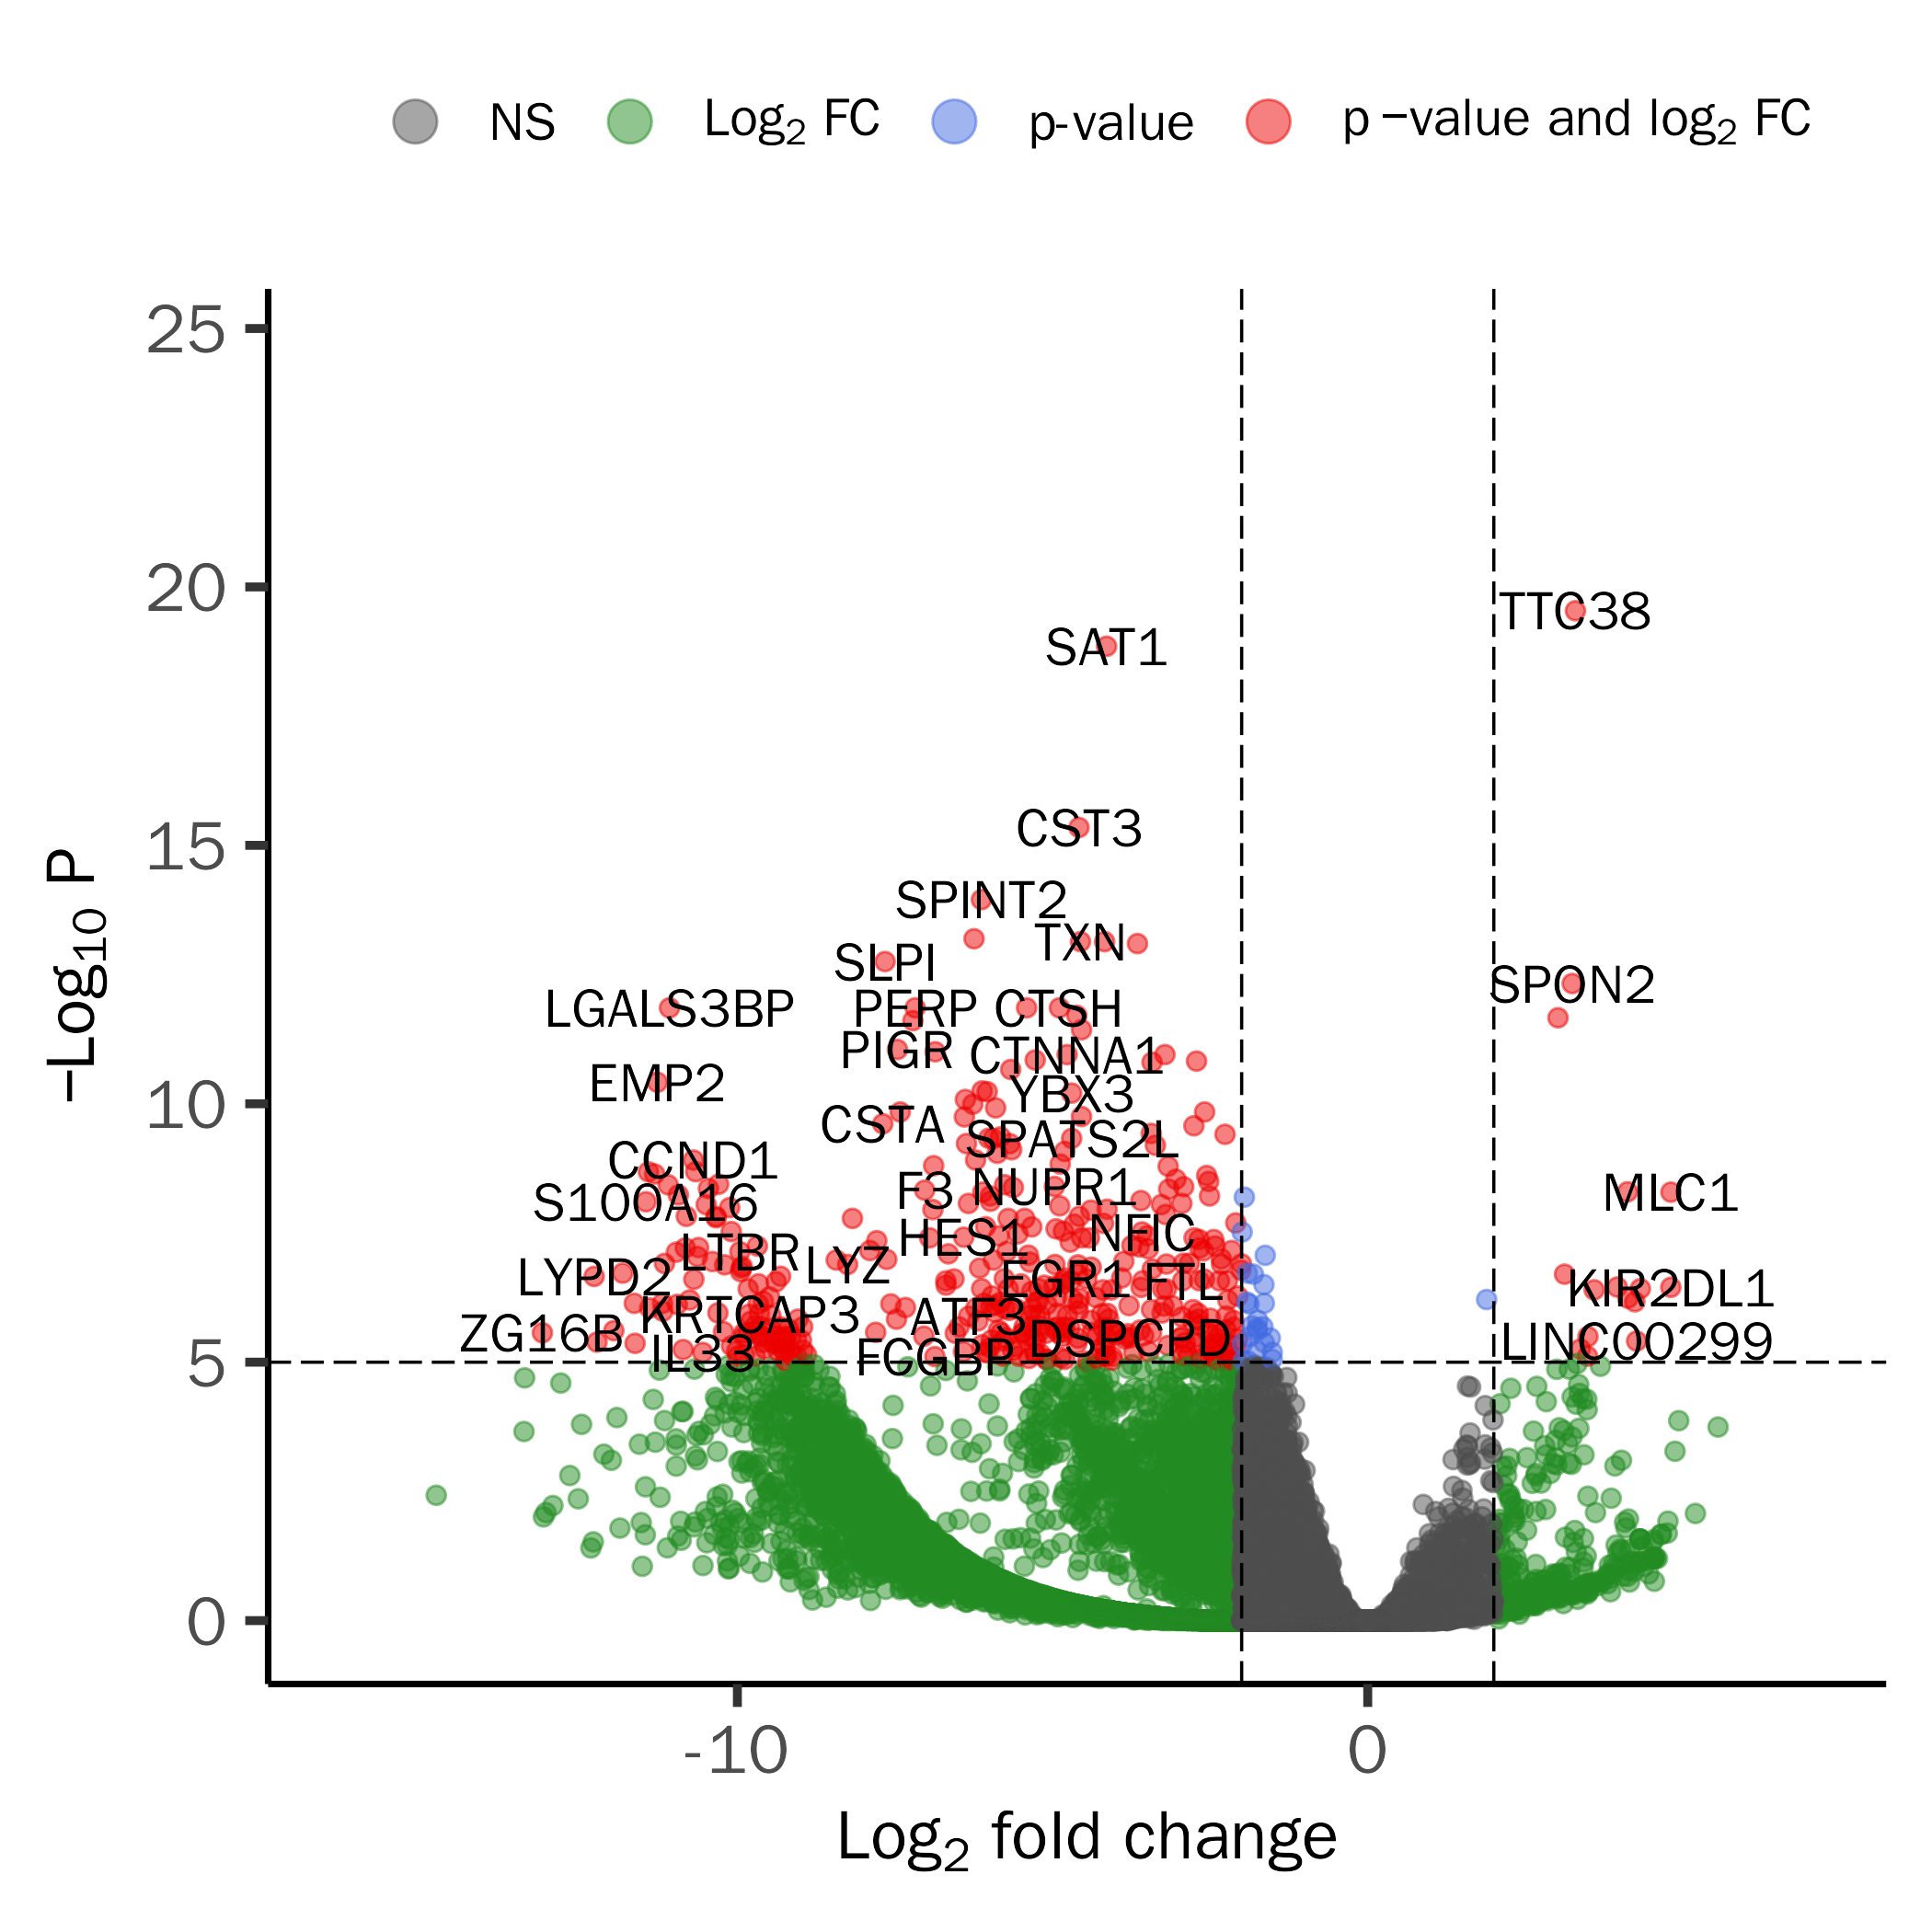 NS Log2 FC p-value p −value and log2 FC
25
20
15
10
5
0
−Log10 P
TTC38
SAT1
CST3
SPINT2
TXN
SLPI
SPON2
LGALS3BP PERP CTSH
PIGR CTNNA1
EMP2 YBX3
CSTA SPATS2L
CCND1
F3 NUPR1 MLC1
S100A16
HES1 NFIC
LTBR
LYPD2 LYZ EGR1 FTL KIR2DL1
KRTCAP3 ATF3
ZG16B DSP CPD LINC00299
IL33 FCGBP
-10 0
Log2 fold change